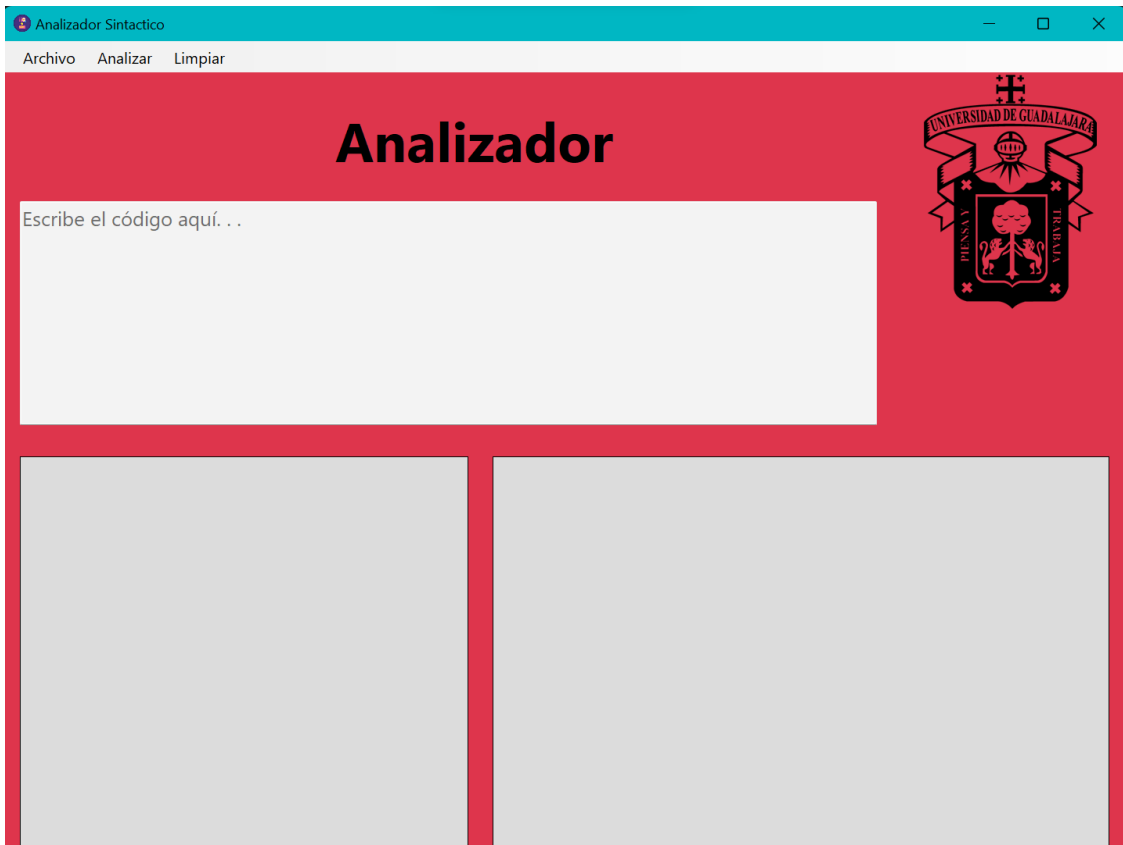 Analizador Sintactico
Archivo Analizar Limpiar
Analizador
UNIVERSIDAD DE GUADALAJARA
PIENSA Y
TRABAJA
Escribe el código aquí. . .